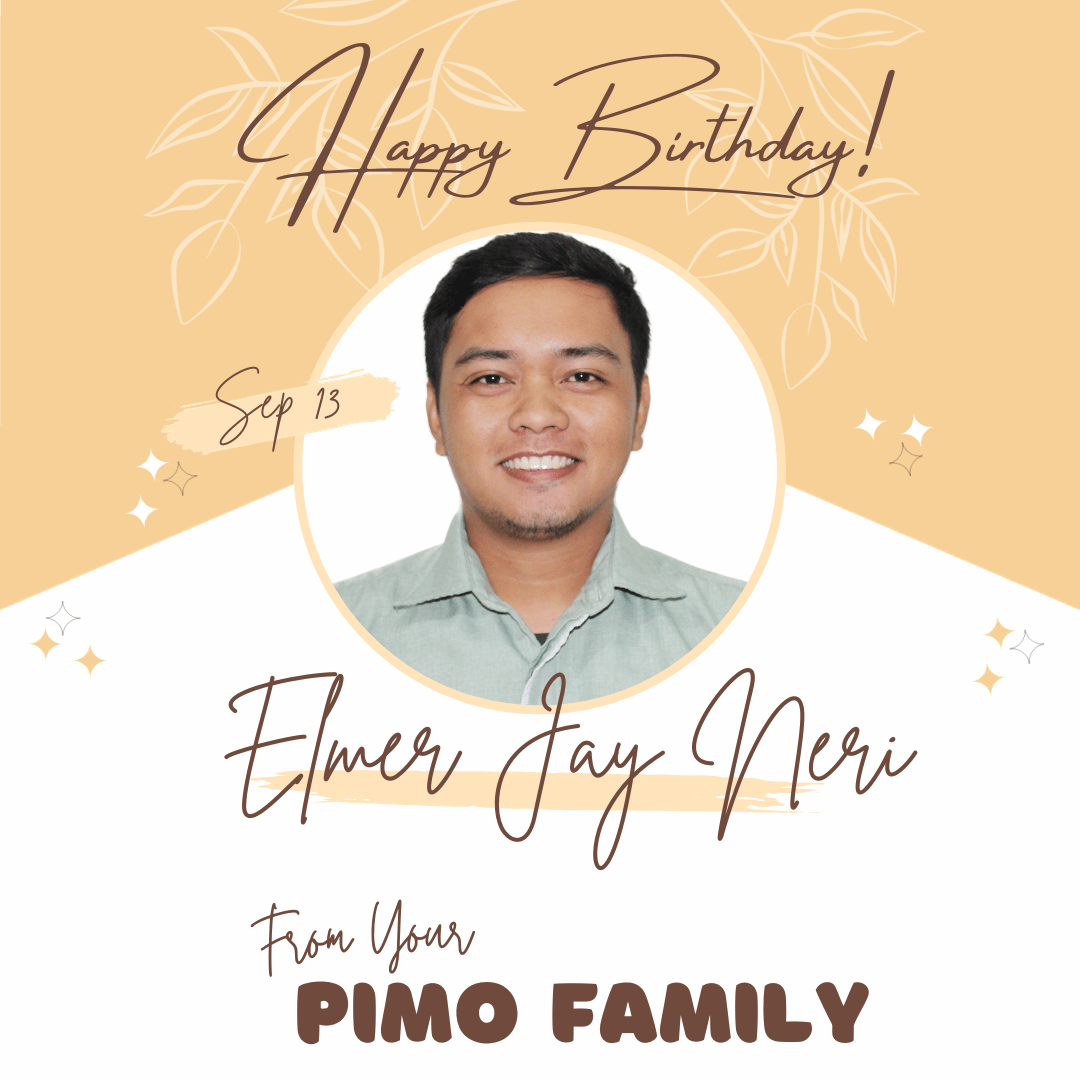 Happy Birthday!
Sep 13
Elmer Jay Neri
From Your
PIMO FAMILY